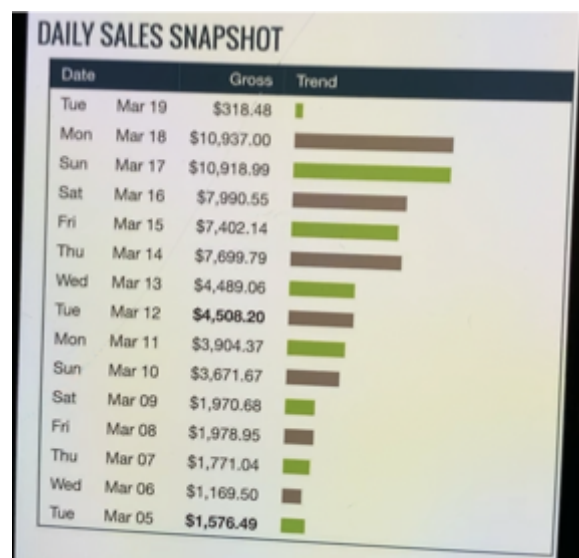 DAILY SALES SNAPSHOT
Date Gross Trend
Tue Mar 19 $318.48
Mon Mar 18 $10,937.00
Sun Mar 17 $10,918.99
Sat Mar 16 $7,990.55
Fri Mar 15 $7,402.14
Thu Mar 14 $7,699.79
Wed Mar 13 $4,489.06
Tue Mar 12 $4,508.20
Mon Mar 11 $3,904.37
Sun Mar 10 $3,671.67
Sat Mar 09 $1,970.68
Fri Mar 08 $1,978.95
Thu Mar 07 $1,771.04
Wed Mar 06 $1,169.50
Tue Mar 05 $1,576.49